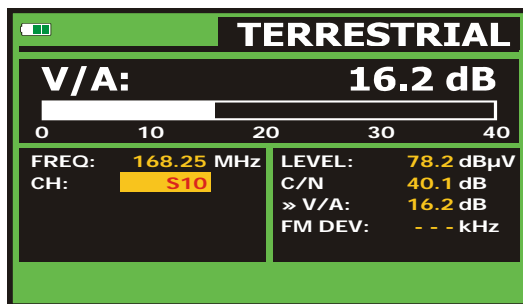 TERRESTRIAL
V/A: 16.2 dB
0 10 20 30 40
FREQ: 168.25 MHz
CH: S10
LEVEL: 78.2 dBµV
C/N 40.1 dB
» V/A: 16.2 dB
FM DEV: - - - kHz